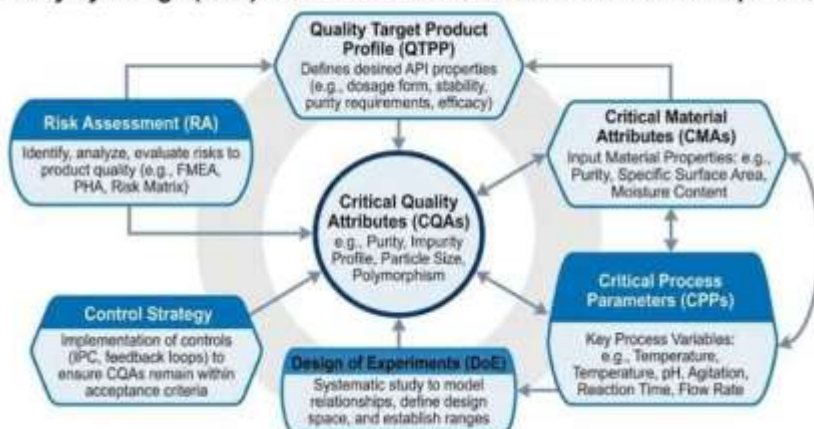 Quality Target Product
Profile (QTPP)
Defines desired API properties
(e.g., dosage form, stability,
purity requirements, efficacy)
Risk Assessment (RA)
Identify, analyze, evaluate risks to
product quality (e.g., FMEA,
PHA, Risk Matrix)
Critical Material
Attributes (CMAs)
Input Material Properties: e.g.,
Purity, Specific Surface Area,
Moisture Content
Critical Quality
Attributes (CQAs)
e.g., Purity, Impurity
Profile, Particle Size,
Polymorphism
Control Strategy
Implementation of controls
(IPC, feedback loops) to
ensure CQAs remain within
acceptance criteria
Design of Experiments (DoE)
Systematic study to model
relationships, define design
space, and establish ranges
Critical Process
Parameters (CPPs)
Key Process Variables:
e.g., Temperature,
Temperature, pH, Agitation,
Reaction Time, Flow Rate